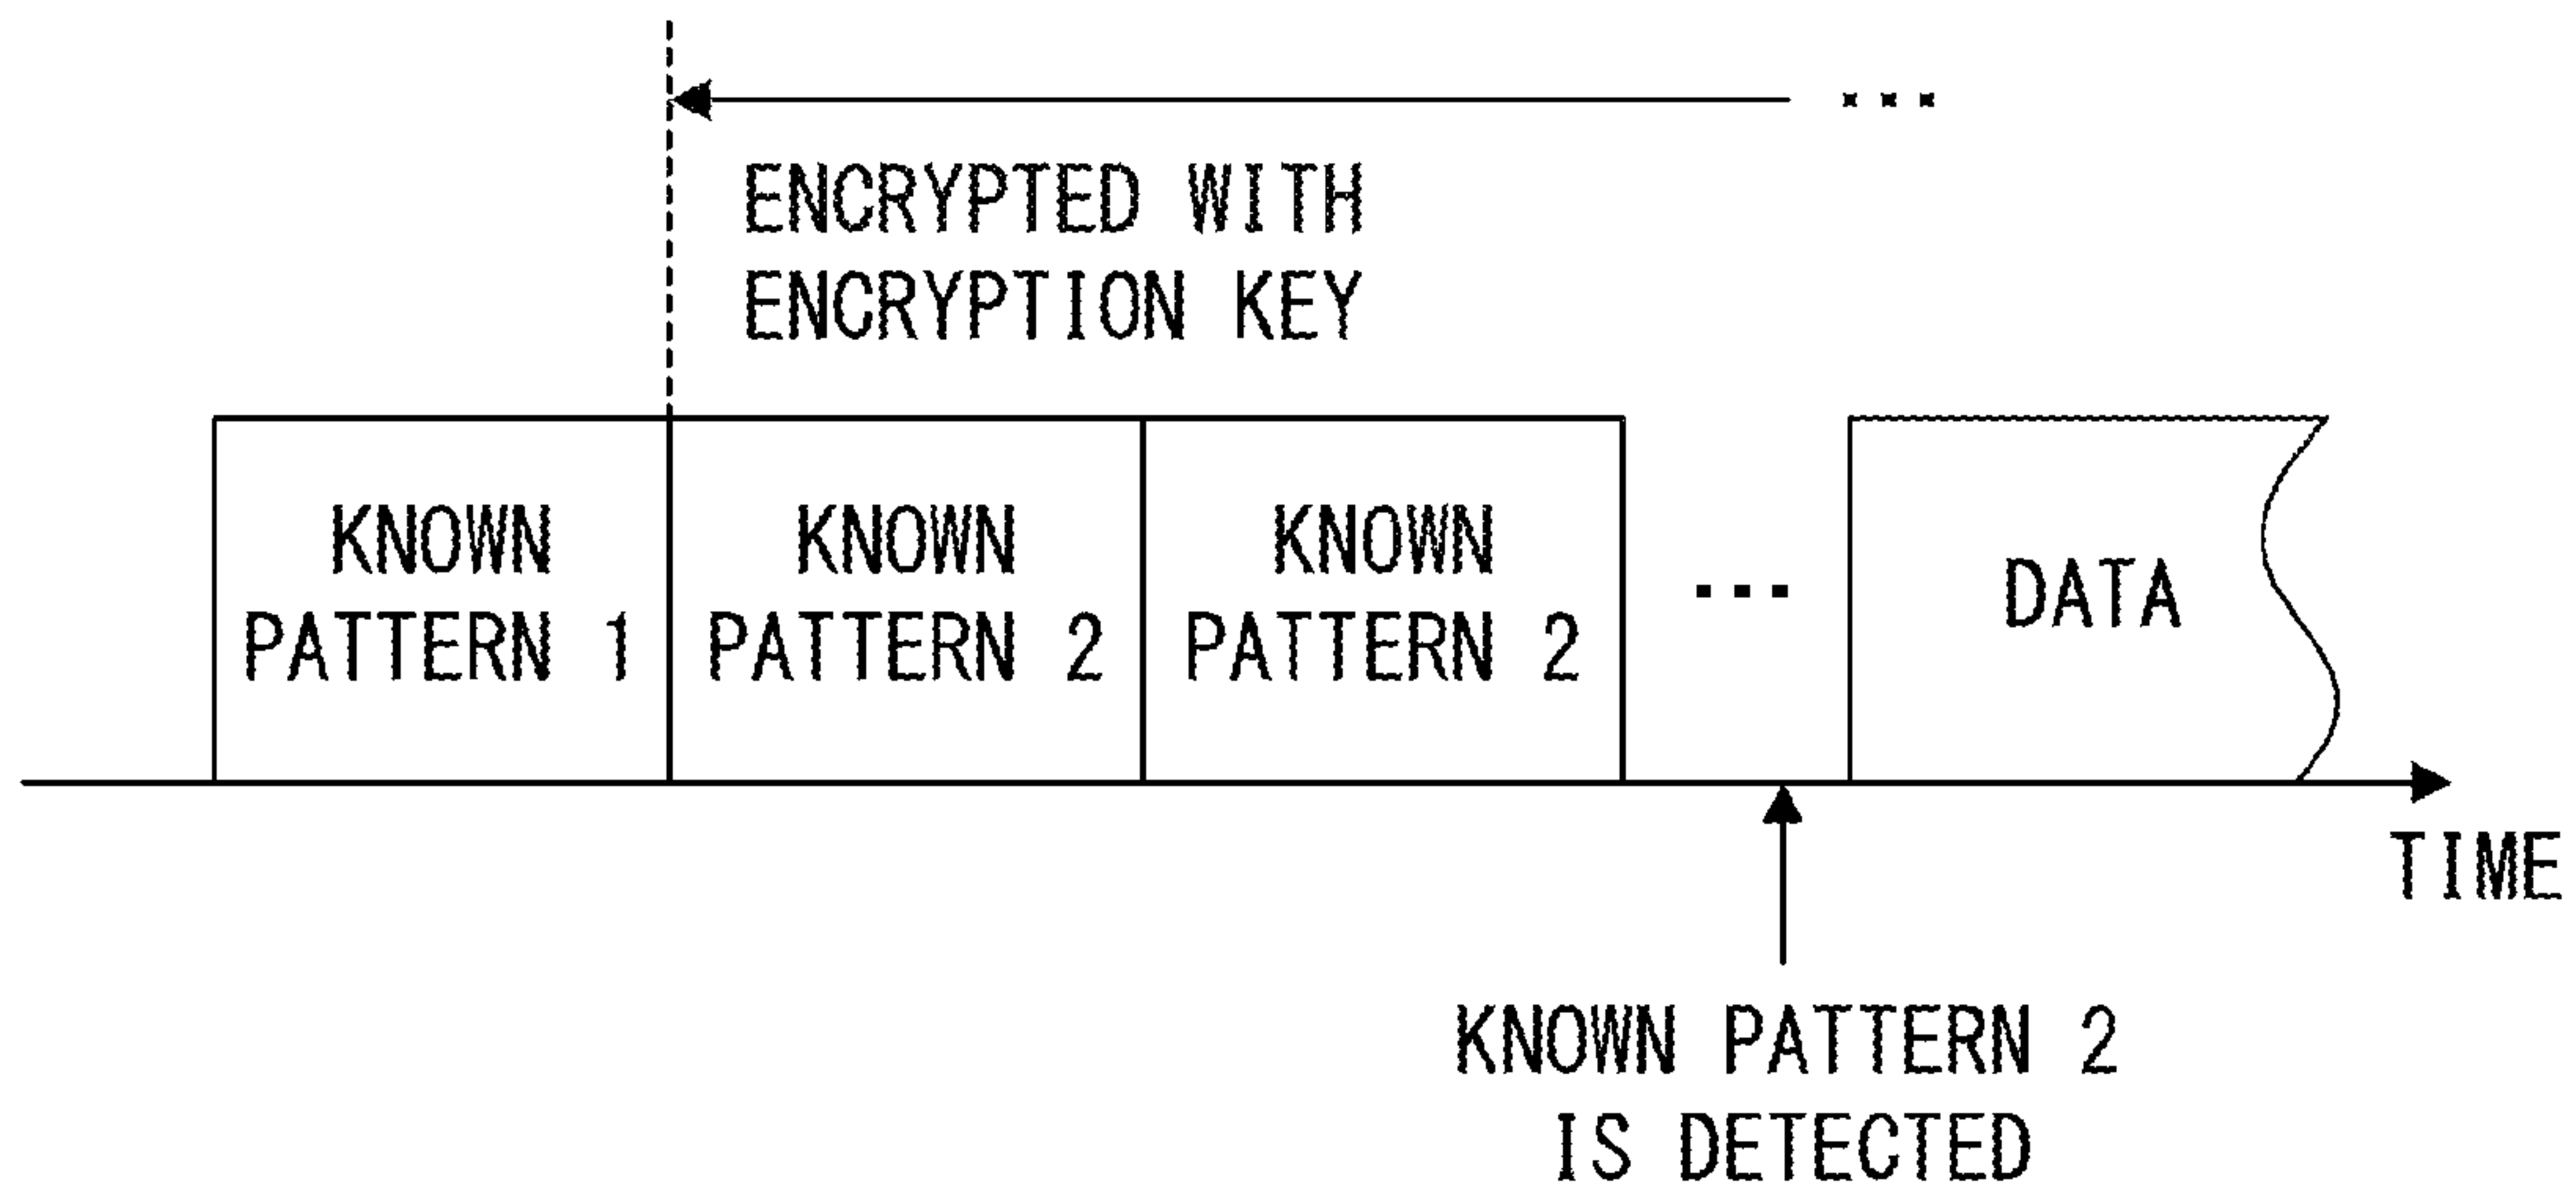 ...
ENCRYPTED WITH
ENCRYPTION KEY
KNOWN
PATTERN 1
KNOWN
PATTERN 2
KNOWN
PATTERN 2
...
DATA
TIME
KNOWN PATTERN 2
IS DETECTED